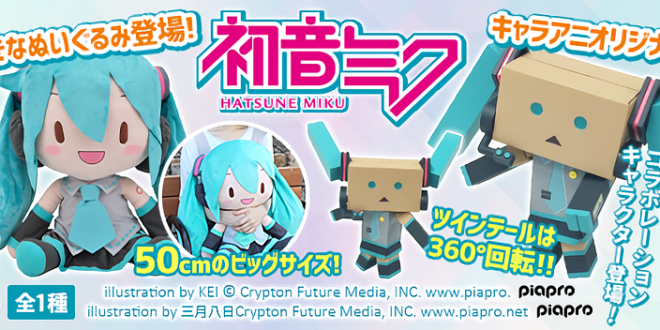 きなぬいぐるみ登場!
初音ミク
HATSUNE MIKU
キャラアニオリジナ
コラボレーション
キャラクター登場!
50cmのビッグサイズ!
ツインテールは
360°回転!!
全1種
illustration by KEI © Crypton Future Media, INC. www.piapro. piapro
illustration by 三月八日Crypton Future Media, INC. www.piapro.net piapro